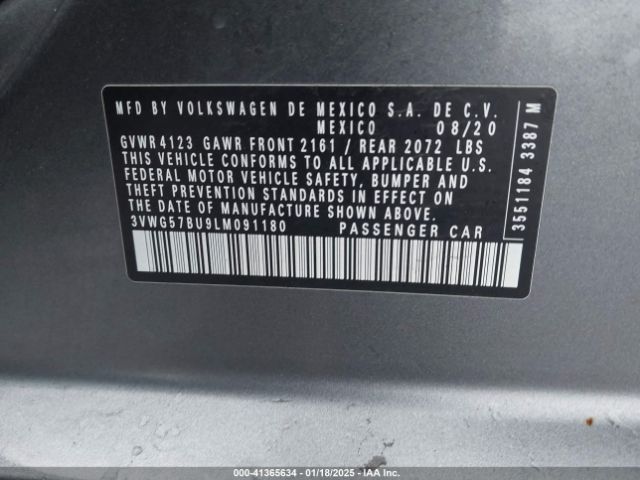 MFD BY VOLKSWAGEN DE MEXICO S.A. DE C.V.
MEXICO 08/20
GVWR 4123 GAWR FRONT 2161 / REAR 2072 LBS
THIS VEHICLE CONFORMS TO ALL APPLICABLE U.S.
FEDERAL MOTOR VEHICLE SAFETY, BUMPER AND
THEFT PREVENTION STANDARDS IN EFFECT ON
THE DATE OF MANUFACTURE SHOWN ABOVE.
3VWG57BU9LM091180 PASSENGER CAR
3551184 3387 M
000-41365634 | 01/18/2025 - IAA Inc.